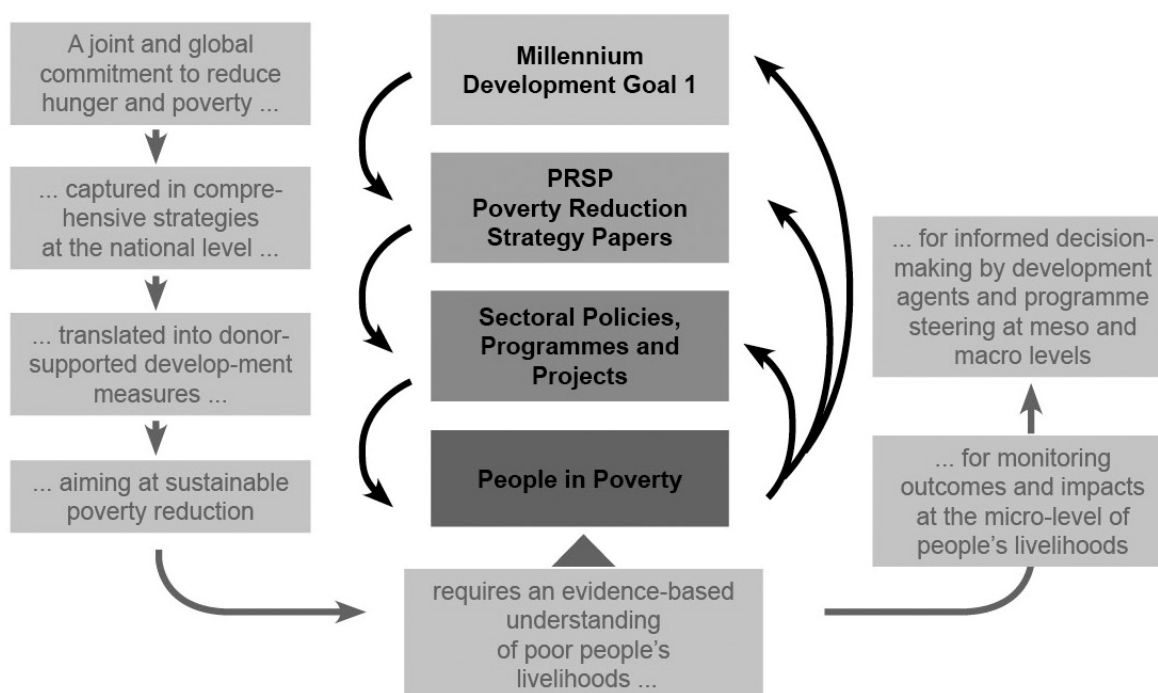 A joint and global
commitment to reduce
hunger and poverty ...
... captured in compre-
hensive strategies
at the national level ...
... translated into donor-
supported develop-ment
measures ...
... aiming at sustainable
poverty reduction
Millennium
Development Goal 1
PRSP
Poverty Reduction
Strategy Papers
Sectoral Policies,
Programmes and
Projects
People in Poverty
requires an evidence-based
understanding
of poor people's
livelihoods ...
... for monitoring
outcomes and impacts
at the micro-level of
people's livelihoods
... for informed decision-
making by development
agents and programme
steering at meso and
macro levels